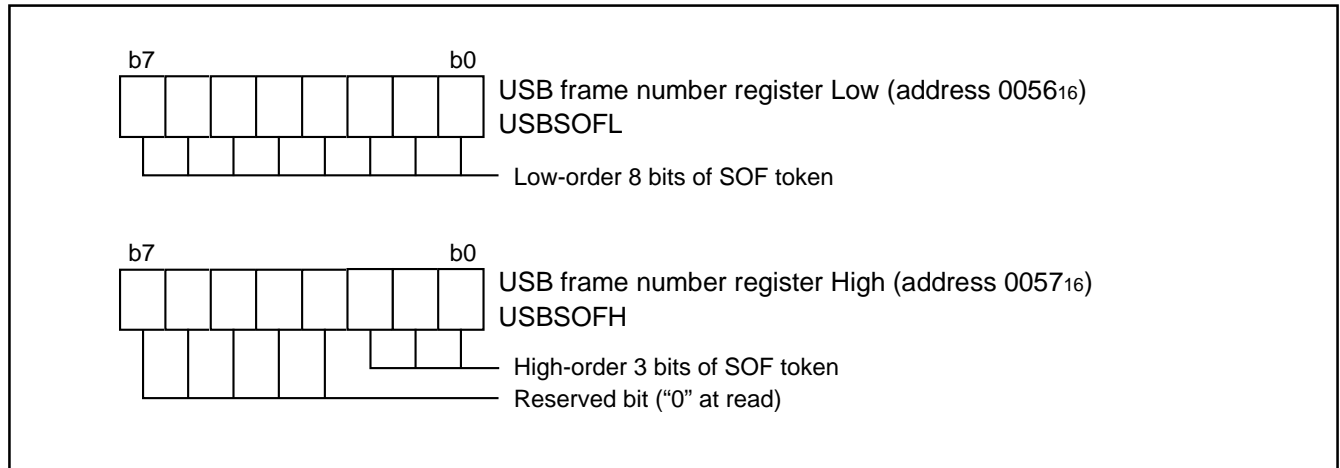 b7 b0
USB frame number register Low (address 0056₁₆)
USBSOFL
Low-order 8 bits of SOF token
b7 b0
USB frame number register High (address 0057₁₆)
USBSOFH
High-order 3 bits of SOF token
Reserved bit (“0” at read)